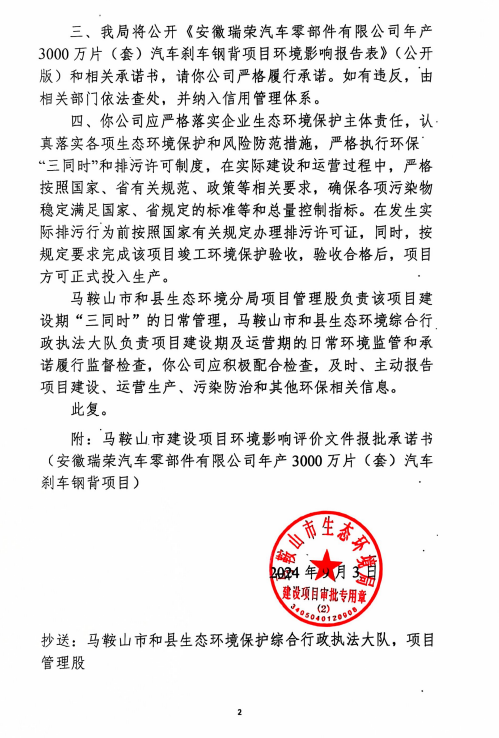 三、我局将公开《安徽瑞荣汽车零部件有限公司年产
3000万片（套）汽车刹车钢背项目环境影响报告表》（公开
版）和相关承诺书，请你公司严格履行承诺。如有违反，由
相关部门依法查处，并纳入信用管理体系。
四、你公司应严格落实企业生态环境保护主体责任，认
真落实各项生态环境保护和风险防范措施，严格执行环保
“三同时”和排污许可制度，在实际建设和运营过程中，严格
按照国家、省有关规范、政策等相关要求，确保各项污染物
稳定满足国家、省规定的标准等和总量控制指标。在发生实
际排污行为前按照国家有关规定办理排污许可证，同时，按
规定要求完成该项目竣工环境保护验收，验收合格后，项目
方可正式投入生产。
马鞍山市和县生态环境分局项目管理股负责该项目建
设期“三同时”的日常管理，马鞍山市和县生态环境综合行
政执法大队负责项目建设期及运营期的日常环境监管和承
诺履行监督检查，你公司应积极配合检查，及时、主动报告
项目建设、运营生产、污染防治和其他环保相关信息。
此复。
附：马鞍山市建设项目环境影响评价文件报批承诺书
（安徽瑞荣汽车零部件有限公司年产3000万片（套）汽车
刹车钢背项目）
马鞍山市生态环境局
2024年 月3日
建设项目审批专用章
(2)
3405040120908
抄送：马鞍山市和县生态环境保护综合行政执法大队，项目
管理股
2